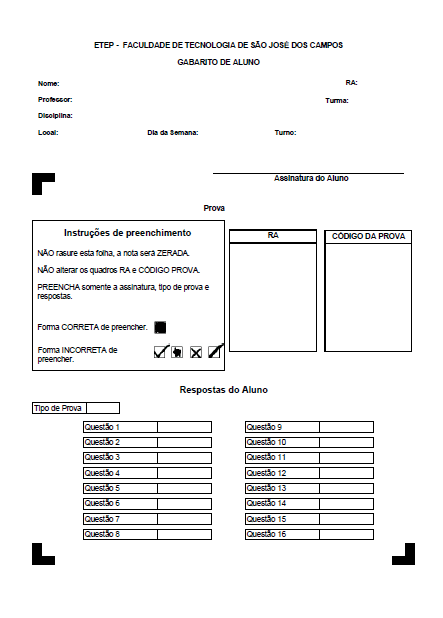 ETEP - FACULDADE DE TECNOLOGIA DE SÃO JOSÉ DOS CAMPOS
GABARITO DE ALUNO
Nome: RA:
Professor: Turma:
Disciplina:
Local: Dia da Semana: Turno:
Assinatura do Aluno
Prova
Instruções de preenchimento
NÃO rasure esta folha, a nota será ZERADA.
NÃO alterar os quadros RA e CÓDIGO PROVA.
PREENCHA somente a assinatura, tipo de prova e
respostas.
Forma CORRETA de preencher.
Forma INCORRETA de
preencher.
RA
CÓDIGO DA PROVA
Respostas do Aluno
Tipo de Prova
Questão 1
Questão 2
Questão 3
Questão 4
Questão 5
Questão 6
Questão 7
Questão 8
Questão 9
Questão 10
Questão 11
Questão 12
Questão 13
Questão 14
Questão 15
Questão 16